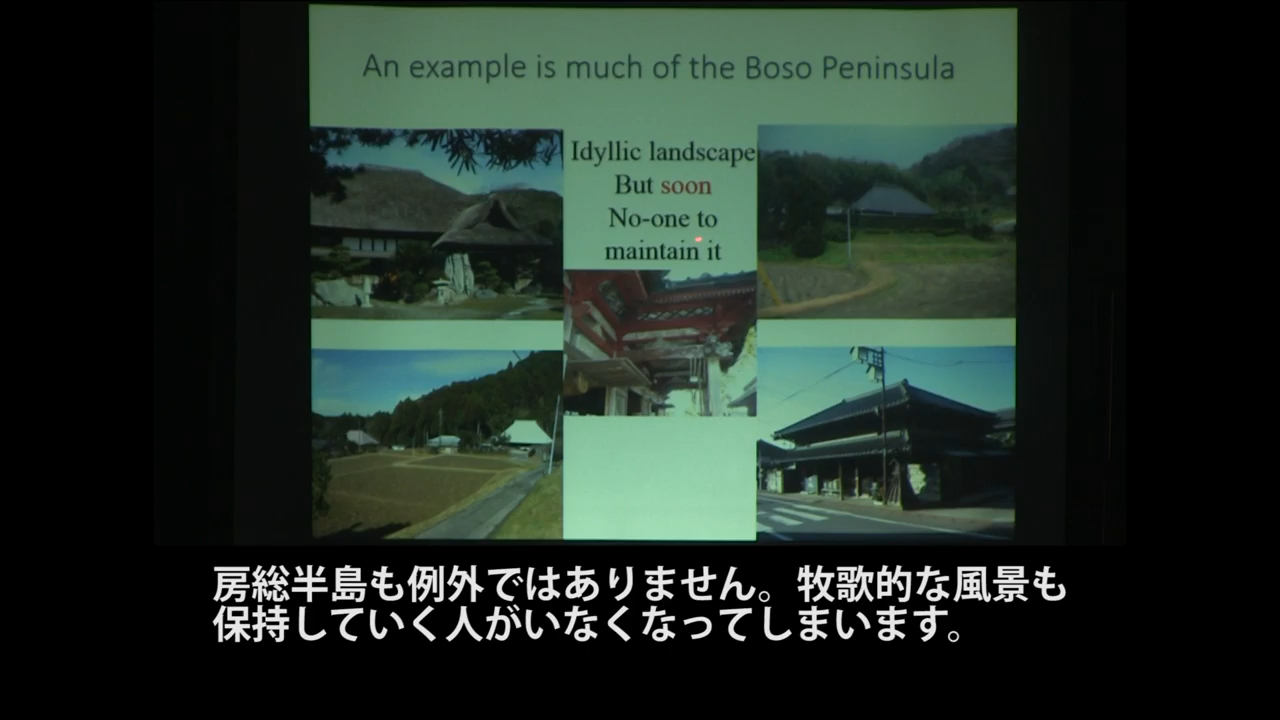 An example is much of the Boso Peninsula
Idyllic landscape
But soon
No-one to
maintain it
房総半島も例外ではありません。牧歌的な風景も
保持していく人がいなくなってしまいます。